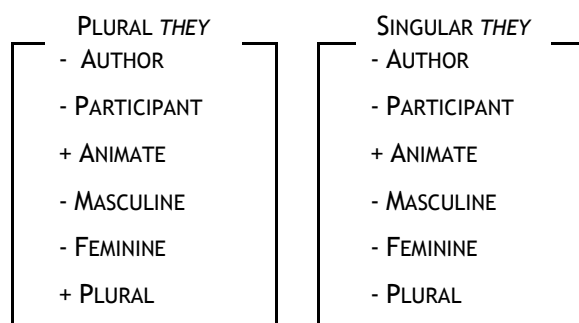 PLURAL THEY
- AUTHOR
- PARTICIPANT
+ ANIMATE
- MASCULINE
- FEMININE
+ PLURAL
SINGULAR THEY
- AUTHOR
- PARTICIPANT
+ ANIMATE
- MASCULINE
- FEMININE
- PLURAL